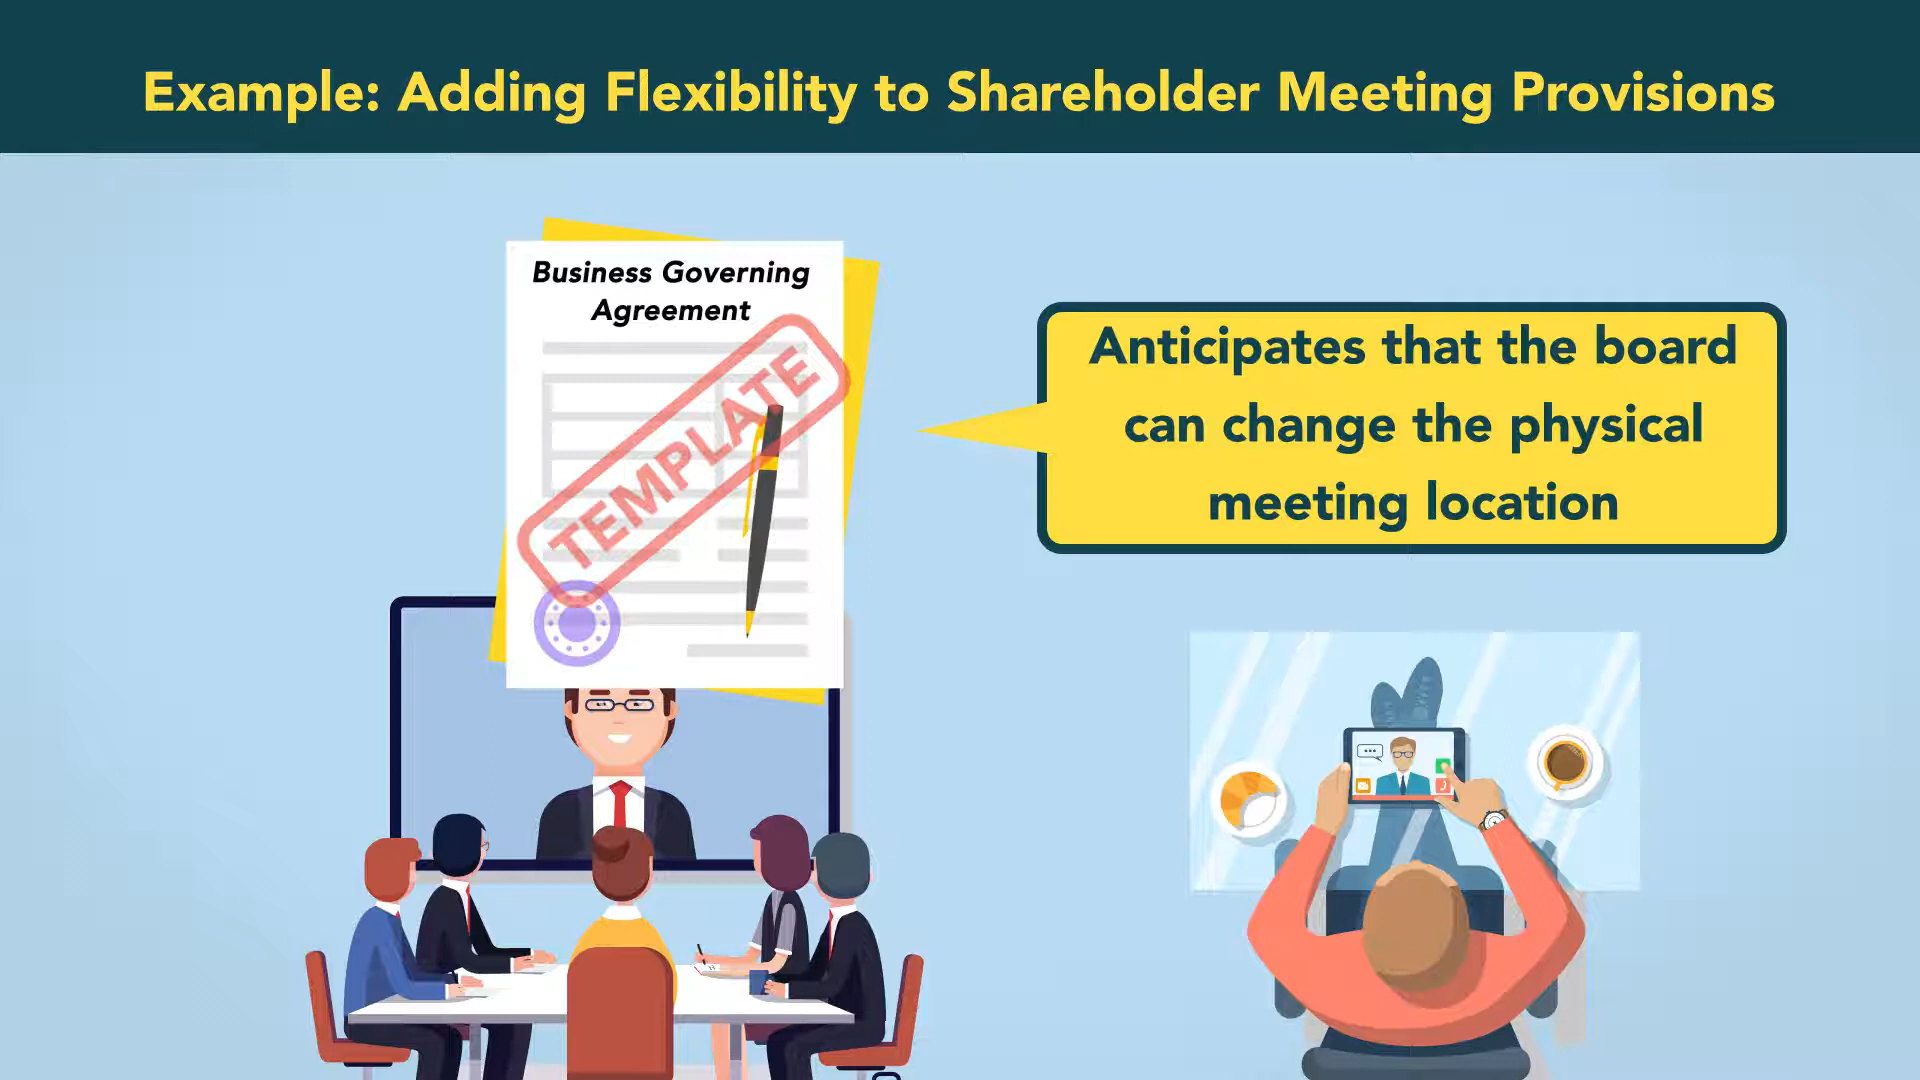 Example: Adding Flexibility to Shareholder Meeting Provisions
Business Governing
Agreement
TEMPLATE
Anticipates that the board
can change the physical
meeting location